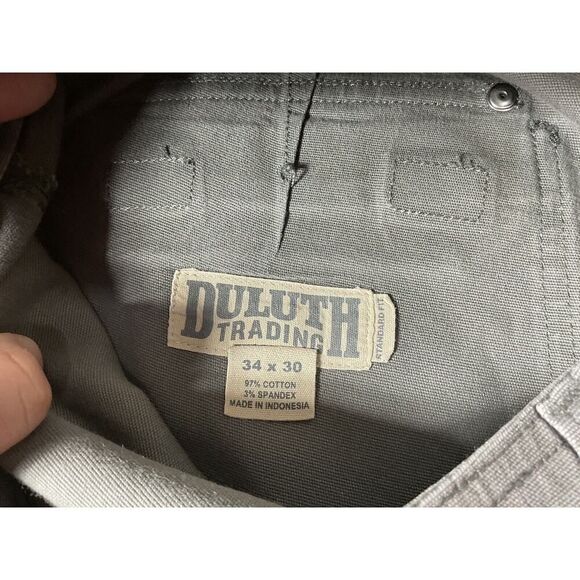 DULUTH
TRADING
STANDARD FIT
34 x 30
97% COTTON
3% SPANDEX
MADE IN INDONESIA